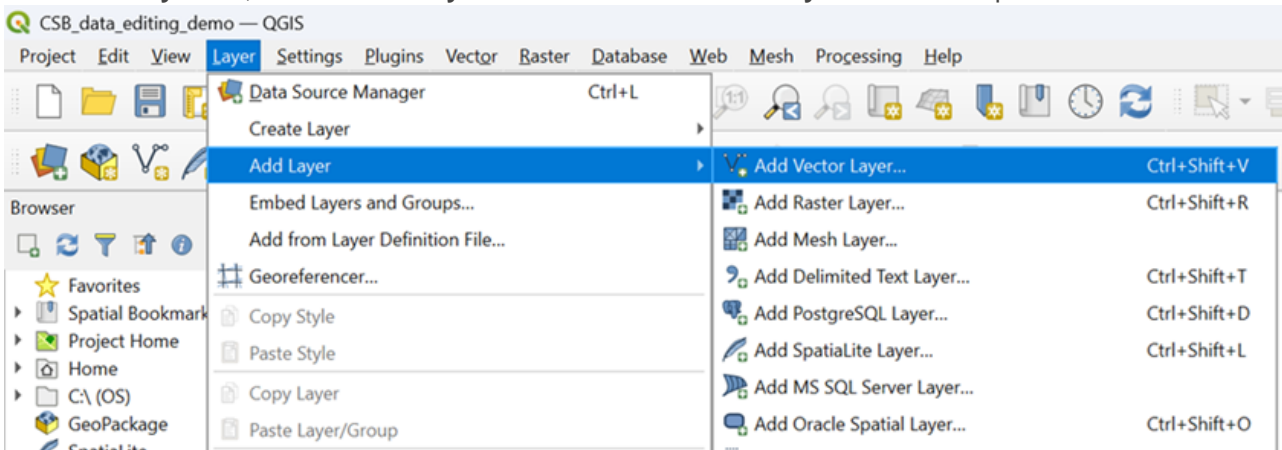 CSB_data_editing_demo — QGIS
Project Edit View Layer Settings Plugins Vector Raster Database Web Mesh Processing Help
Data Source Manager Ctrl+L
1:1
Create Layer
Add Layer
Add Vector Layer... Ctrl+Shift+V
Browser
Embed Layers and Groups...
Add Raster Layer... Ctrl+Shift+R
Add from Layer Definition File...
Add Mesh Layer...
Favorites
Georeferencer...
Add Delimited Text Layer... Ctrl+Shift+T
Spatial Bookmark
Copy Style
Add PostgreSQL Layer... Ctrl+Shift+D
Project Home
Paste Style
Add SpatiaLite Layer... Ctrl+Shift+L
Home
C:\ (OS)
Copy Layer
Add MS SQL Server Layer...
GeoPackage
Paste Layer/Group
Add Oracle Spatial Layer... Ctrl+Shift+O